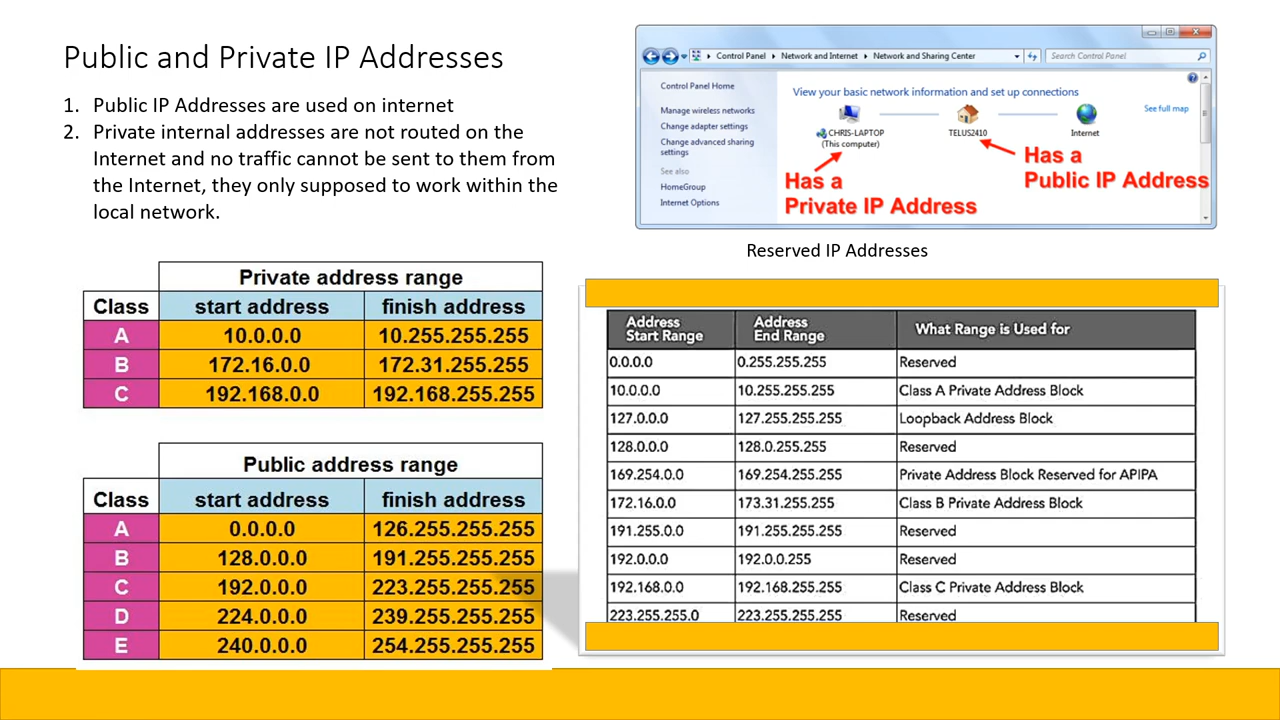 Public and Private IP Addresses
1. Public IP Addresses are used on internet
2. Private internal addresses are not routed on the
Internet and no traffic cannot be sent to them from
the Internet, they only supposed to work within the
local network.
Control Panel Network and Internet Network and Sharing Center Search Control Panel
Control Panel Home
Manage wireless networks
Change adapter settings
Change advanced sharing
settings
See also
HomeGroup
Internet Options
View your basic network information and set up connections
See full map
CHRIS-LAPTOP
(This computer)
TELUS2410
Internet
Has a
Private IP Address
Has a
Public IP Address
Private address range
Class start address finish address
A 10.0.0.0 10.255.255.255
B 172.16.0.0 172.31.255.255
C 192.168.0.0 192.168.255.255
Public address range
Class start address finish address
A 0.0.0.0 126.255.255.255
B 128.0.0.0 191.255.255.255
C 192.0.0.0 223.255.255.255
D 224.0.0.0 239.255.255.255
E 240.0.0.0 254.255.255.255
Reserved IP Addresses
Address Start Range Address End Range What Range is Used for
0.0.0.0 0.255.255.255 Reserved
10.0.0.0 10.255.255.255 Class A Private Address Block
127.0.0.0 127.255.255.255 Loopback Address Block
128.0.0.0 128.0.255.255 Reserved
169.254.0.0 169.254.255.255 Private Address Block Reserved for APIPA
172.16.0.0 173.31.255.255 Class B Private Address Block
191.255.0.0 191.255.255.255 Reserved
192.0.0.0 192.0.0.255 Reserved
192.168.0.0 192.168.255.255 Class C Private Address Block
223.255.255.0 223.255.255.255 Reserved